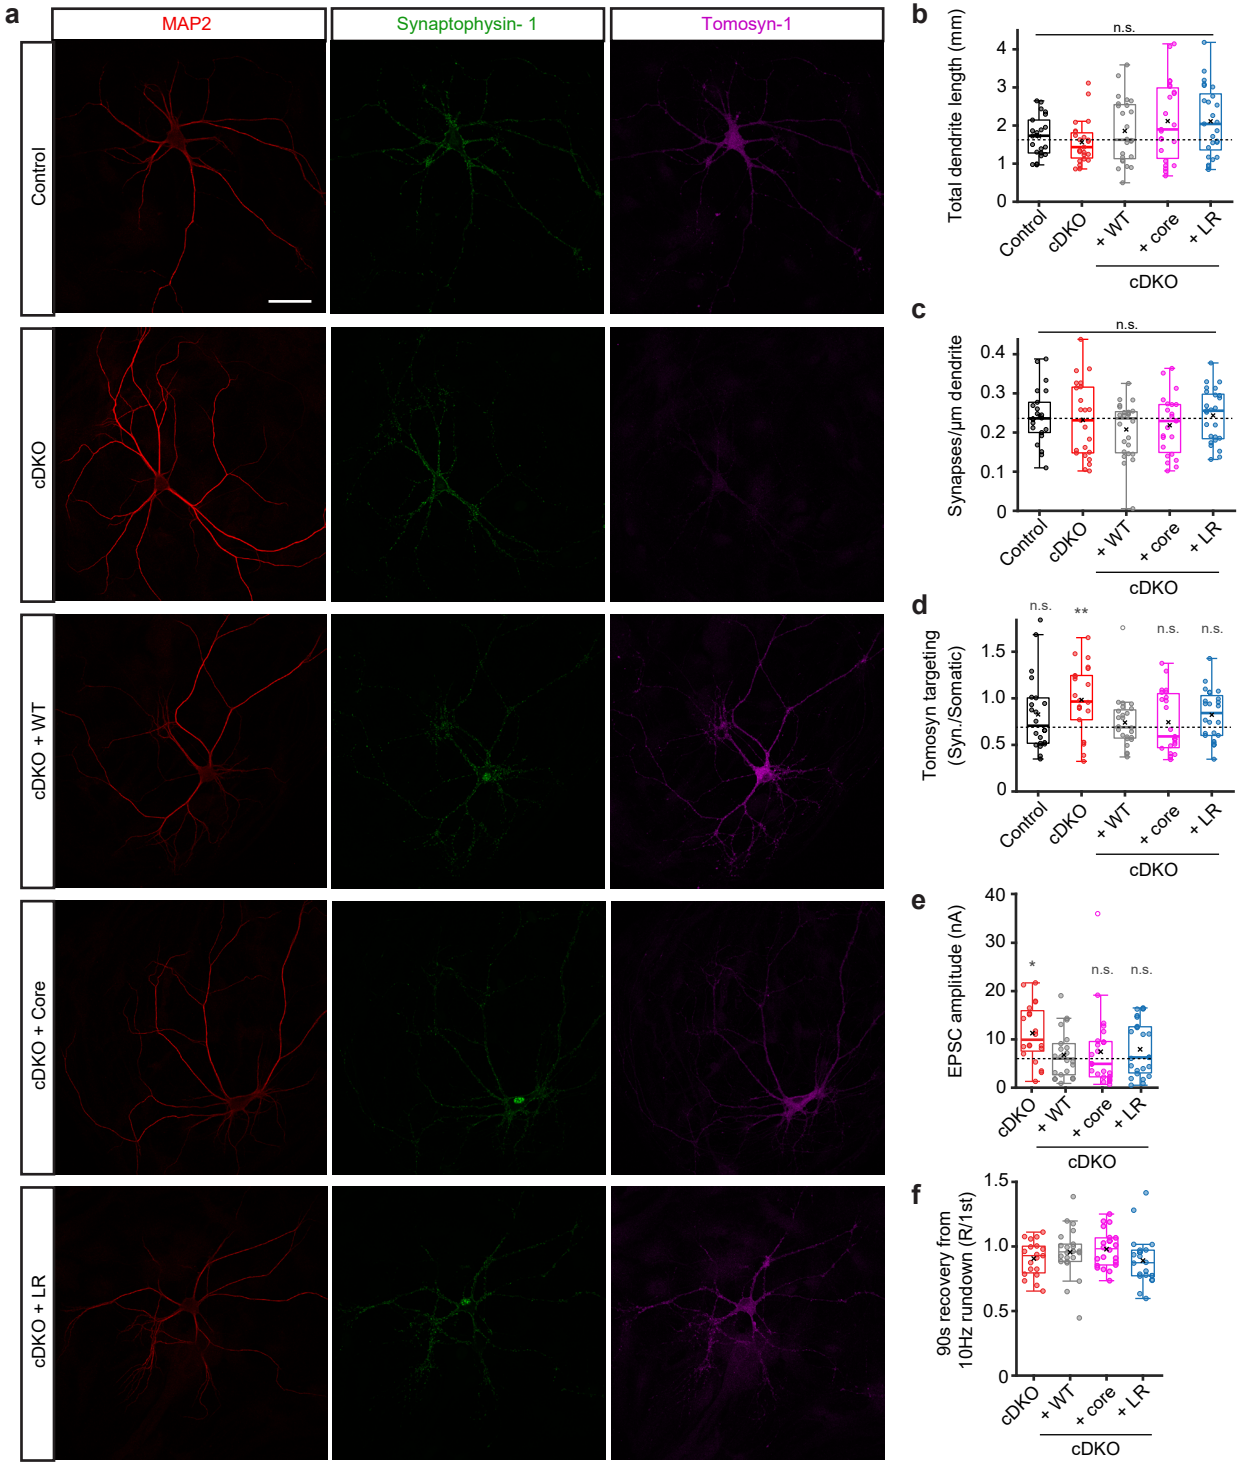 a
MAP2
Synaptophysin- 1
Tomosyn-1
Control
cDKO
cDKO + WT
cDKO + Core
cDKO + LR
b
n.s.
Total dendrite length (mm)
4
3
2
1
0
Control
cDKO
+ WT
+ core
+ LR
cDKO
c
n.s.
Synapses/μm dendrite
0.4
0.3
0.2
0.1
0
Control
cDKO
+ WT
+ core
+ LR
cDKO
d
n.s.
**
n.s.
n.s.
Tomosyn targeting
(Syn./Somatic)
1.5
1.0
0.5
0
Control
cDKO
+ WT
+ core
+ LR
cDKO
e
EPSC amplitude (nA)
40
30
20
10
0
*
n.s.
n.s.
cDKO
+ WT
+ core
+ LR
cDKO
f
90s recovery from
10Hz rundown (R/1st)
1.5
1.0
0.5
0
cDKO
+ WT
+ core
+ LR
cDKO